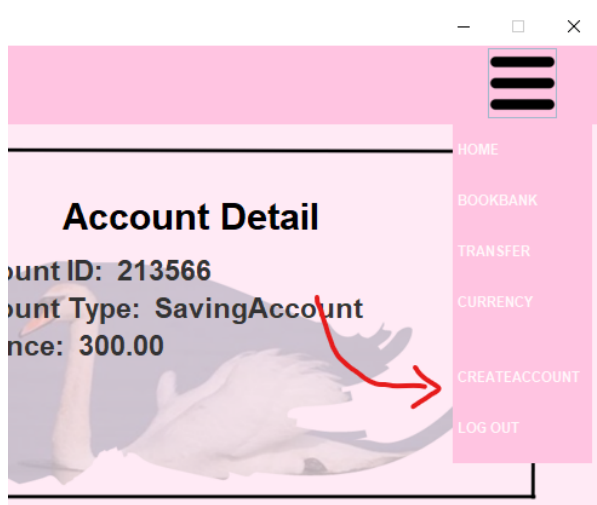 HOME
BOOKBANK
Account Detail
TRANSFER
ount ID: 213566
ount Type: SavingAccount
CURRENCY
nce: 300.00
CREATEACCOUNT
LOG OUT